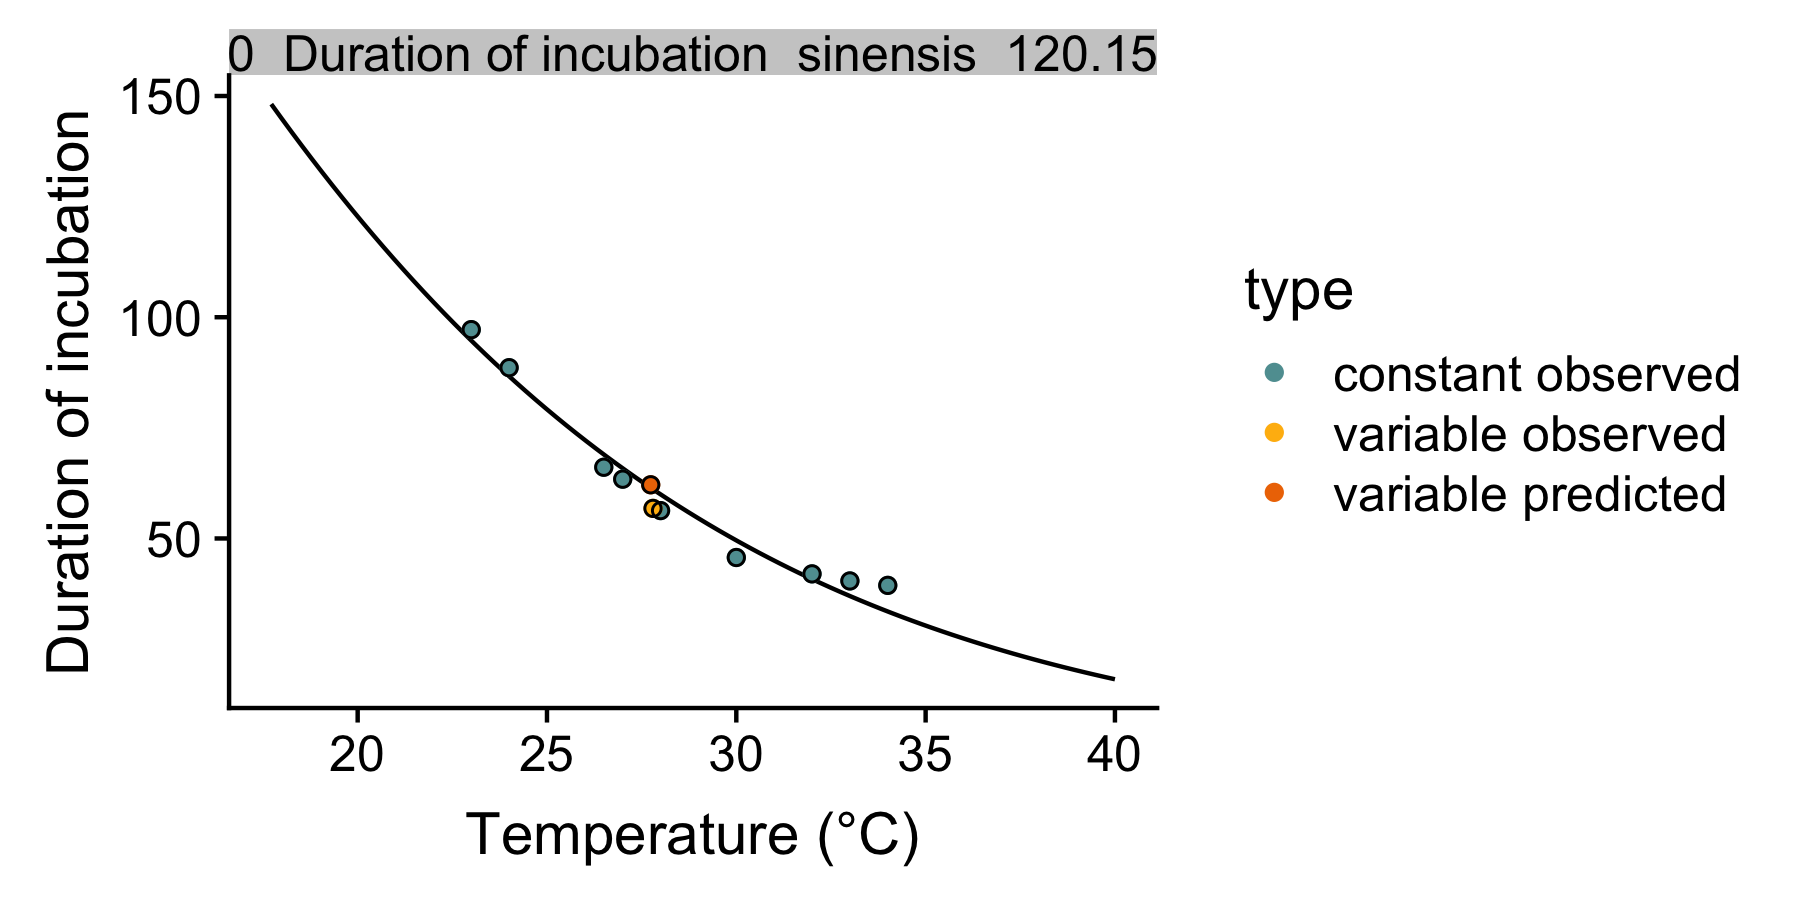 0 Duration of incubation sinensis 120.15
150
100
50
Duration of incubation
20 25 30 35 40
Temperature (°C)
type
constant observed
variable observed
variable predicted